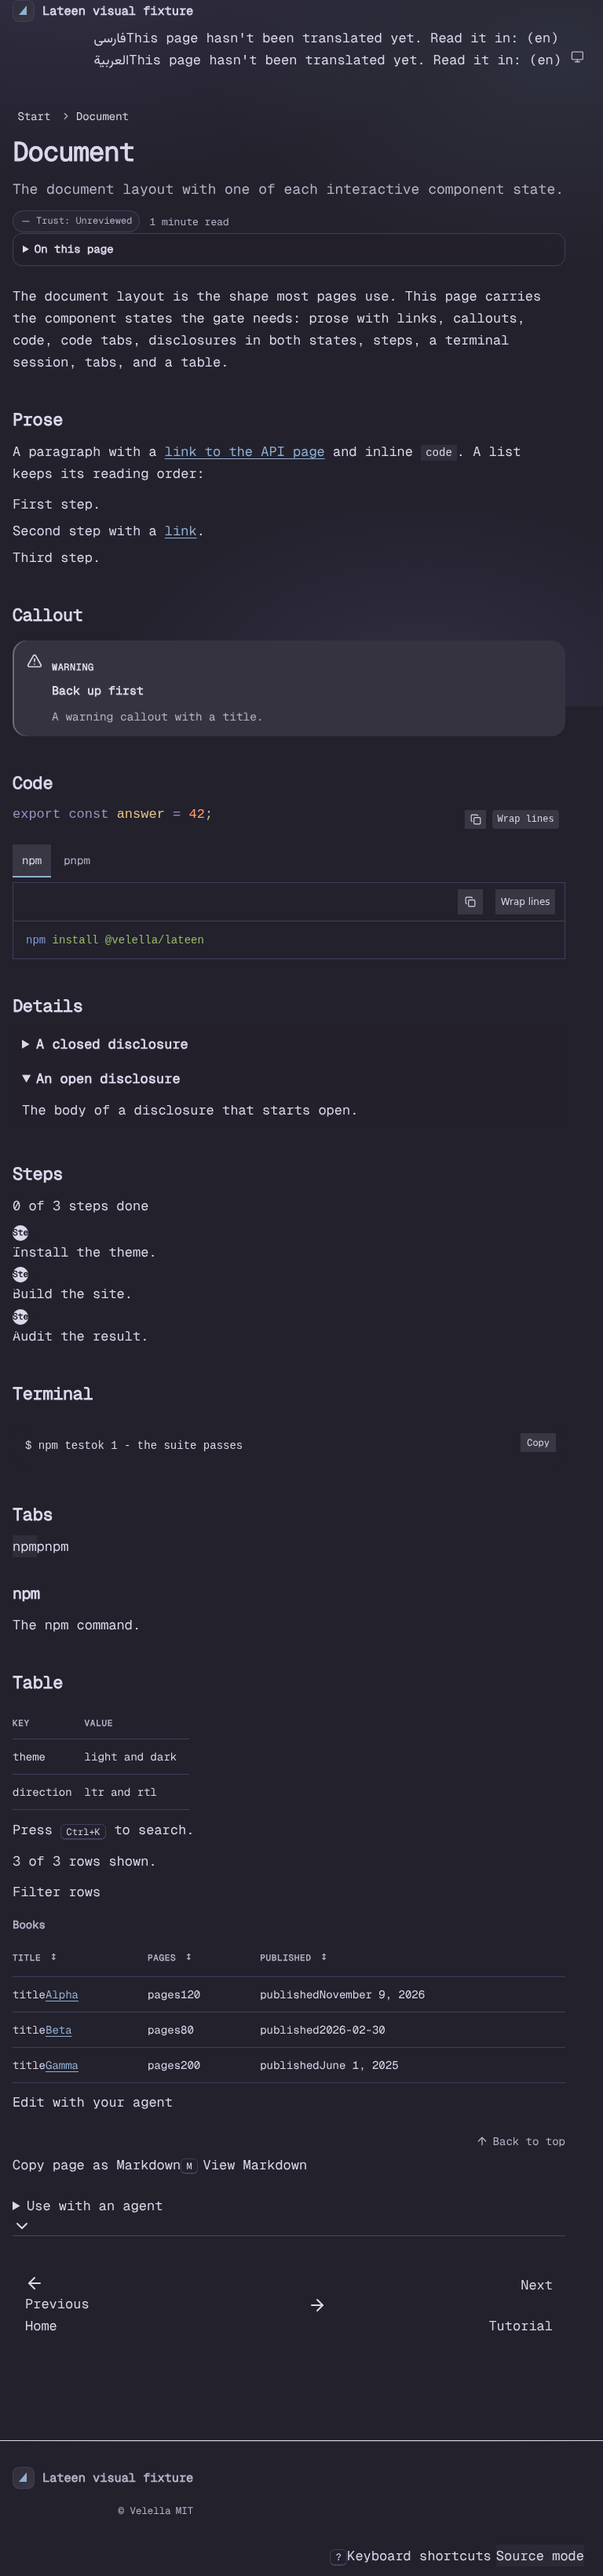 Lateen visual fixture
فارسیThis page hasn't been translated yet. Read it in: (en)
العربيةThis page hasn't been translated yet. Read it in: (en)
Start > Document
Document
The document layout with one of each interactive component state.
— Trust: Unreviewed 1 minute read
On this page
The document layout is the shape most pages use. This page carries
the component states the gate needs: prose with links, callouts,
code, code tabs, disclosures in both states, steps, a terminal
session, tabs, and a table.
Prose
A paragraph with a link to the API page and inline code. A list
keeps its reading order:
First step.
Second step with a link.
Third step.
Callout
WARNING
Back up first
A warning callout with a title.
Code
export const answer = 42;
Wrap lines
npm pnpm
Wrap lines
npm install @velella/lateen
Details
A closed disclosure
An open disclosure
The body of a disclosure that starts open.
Steps
0 of 3 steps done
Ste
Install the theme.
Ste
Build the site.
Ste
Audit the result.
Terminal
$ npm testok 1 - the suite passes
Copy
Tabs
npmpnpm
npm
The npm command.
Table
KEY VALUE
theme light and dark
direction ltr and rtl
Press Ctrl+K to search.
3 of 3 rows shown.
Filter rows
Books
TITLE ↕ PAGES ↕ PUBLISHED ↕
titleAlpha pages120 publishedNovember 9, 2026
titleBeta pages80 published2026-02-30
titleGamma pages200 publishedJune 1, 2025
Edit with your agent
↑ Back to top
Copy page as MarkdownM View Markdown
Use with an agent
Previous
Home
Next
Tutorial
Lateen visual fixture
© Velella MIT
?Keyboard shortcuts Source mode